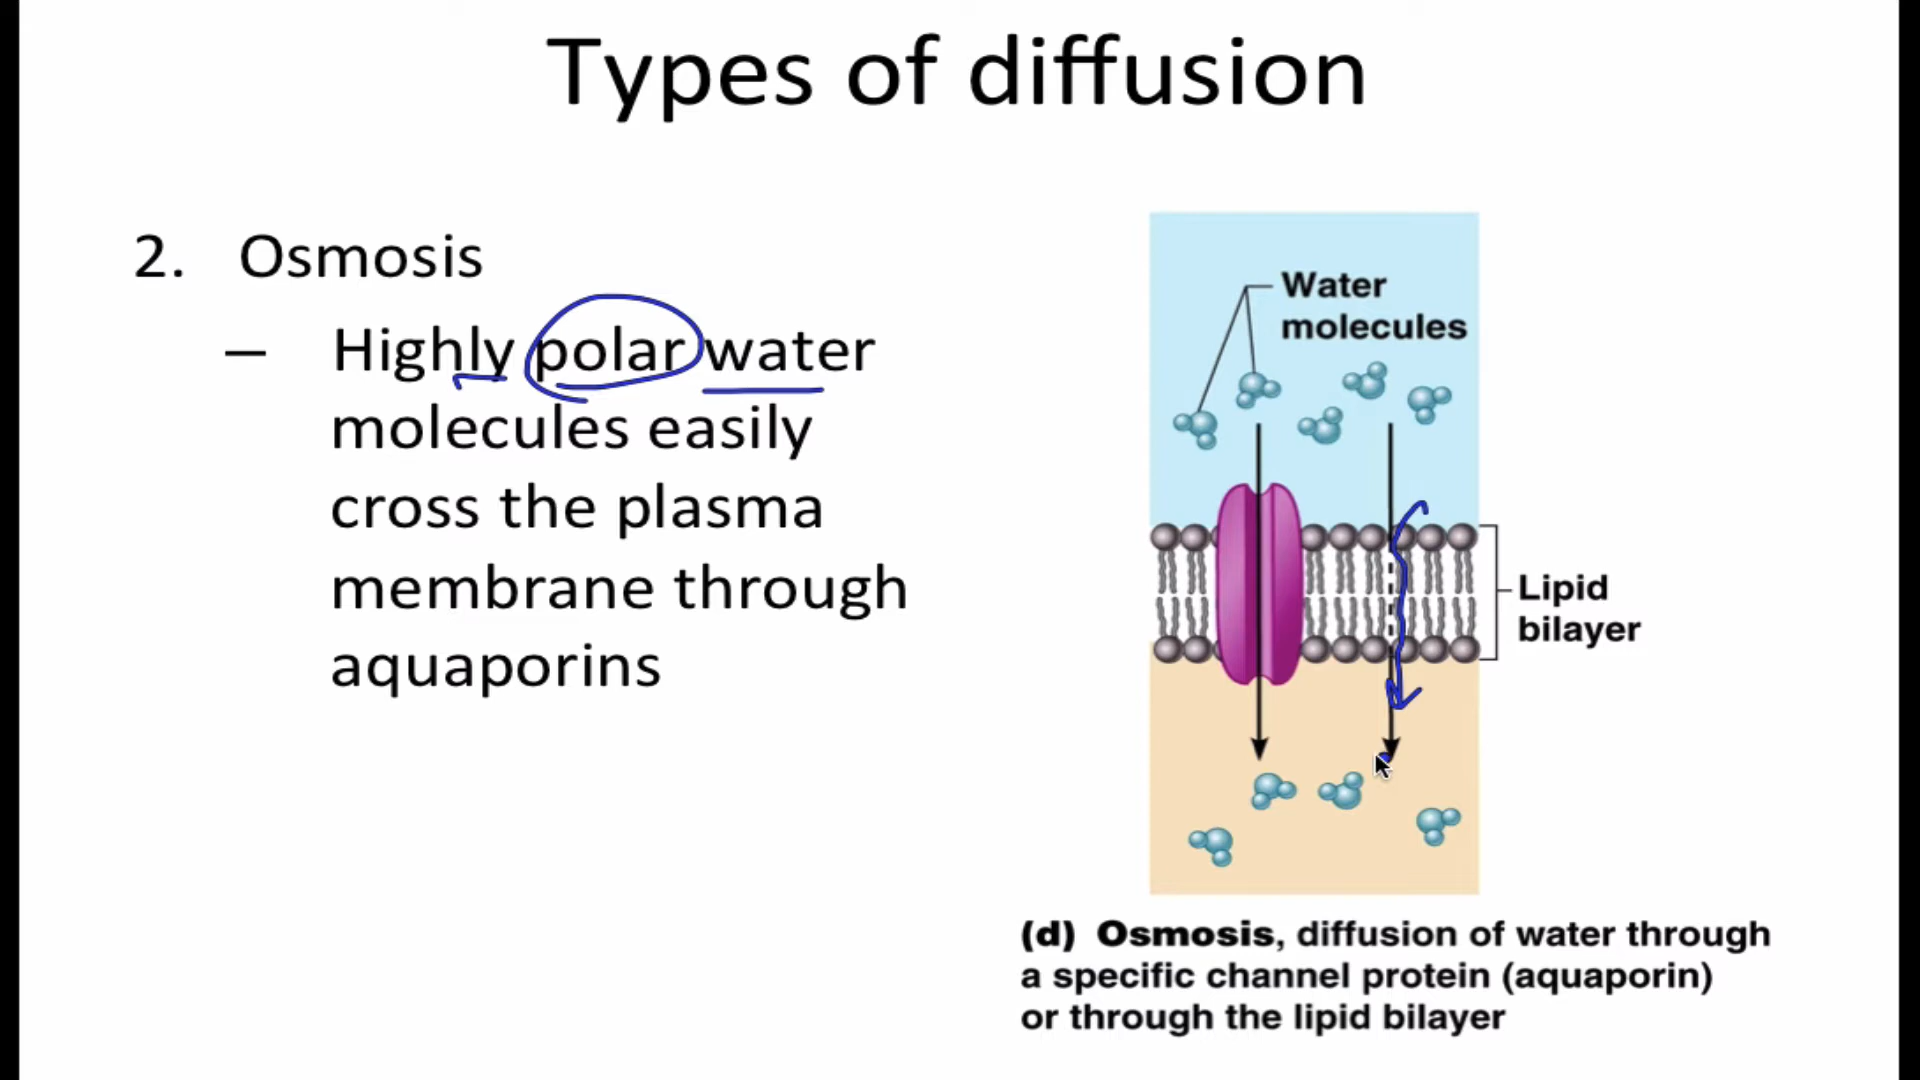 Types of diffusion
2. Osmosis
– Highly polar water
molecules easily
cross the plasma
membrane through
aquaporins
Water
molecules
Lipid
bilayer
(d) Osmosis, diffusion of water through
a specific channel protein (aquaporin)
or through the lipid bilayer